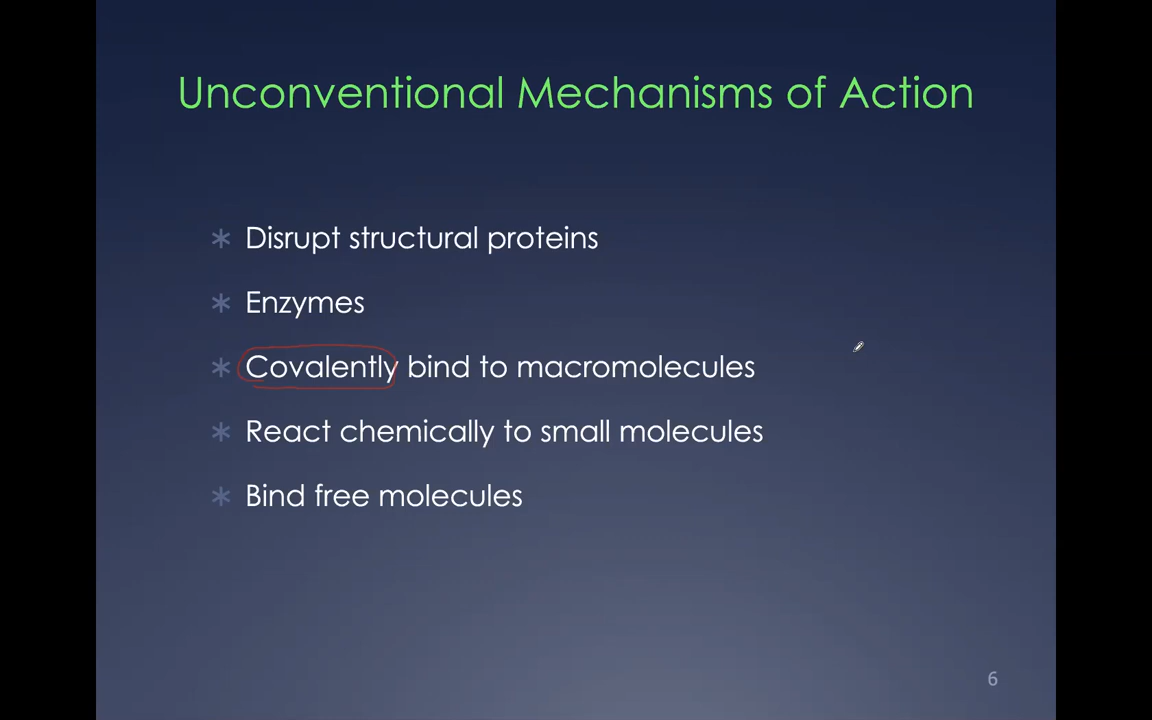 Unconventional Mechanisms of Action
* Disrupt structural proteins
* Enzymes
* Covalently bind to macromolecules
* React chemically to small molecules
* Bind free molecules
6